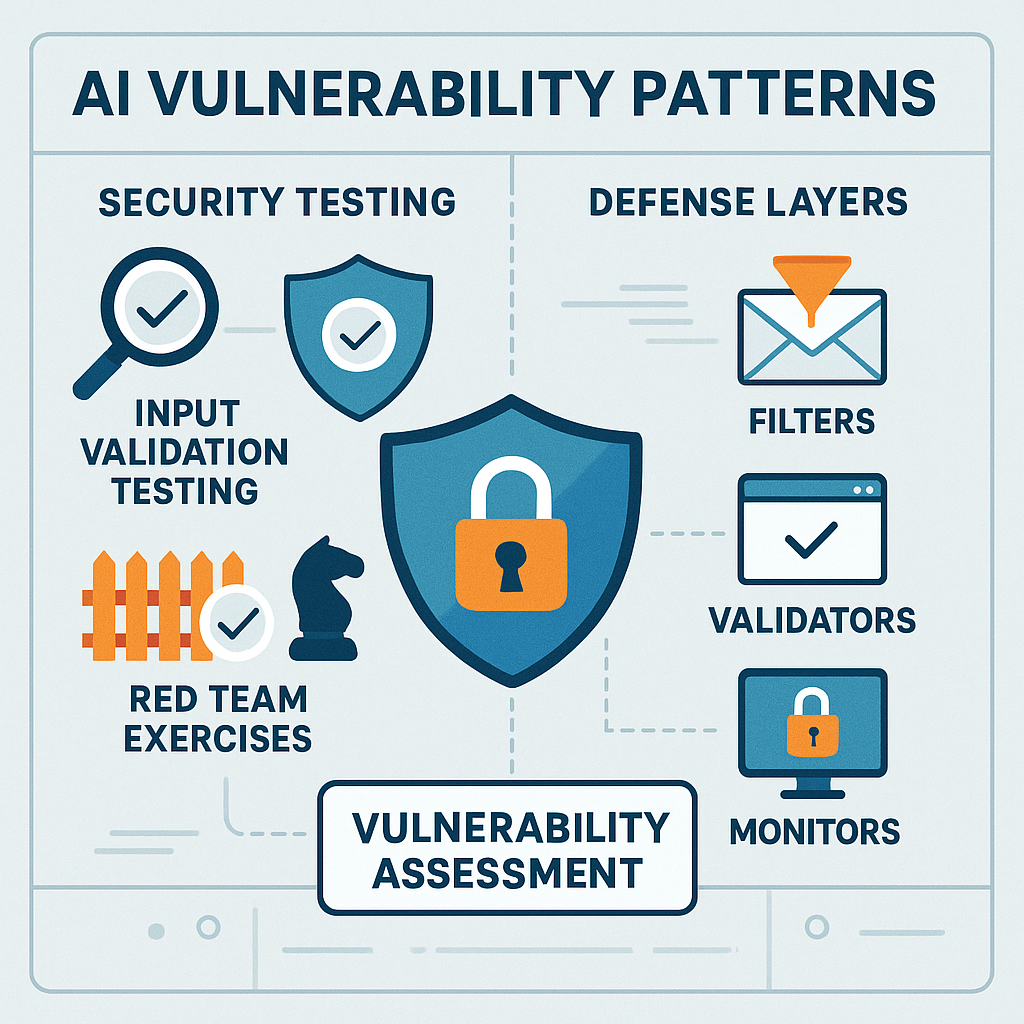 AI VULNERABILITY PATTERNS
SECURITY TESTING
INPUT
VALIDATION
TESTING
RED TEAM
EXERCISES
DEFENSE LAYERS
FILTERS
VALIDATORS
MONITORS
VULNERABILITY
ASSESSMENT